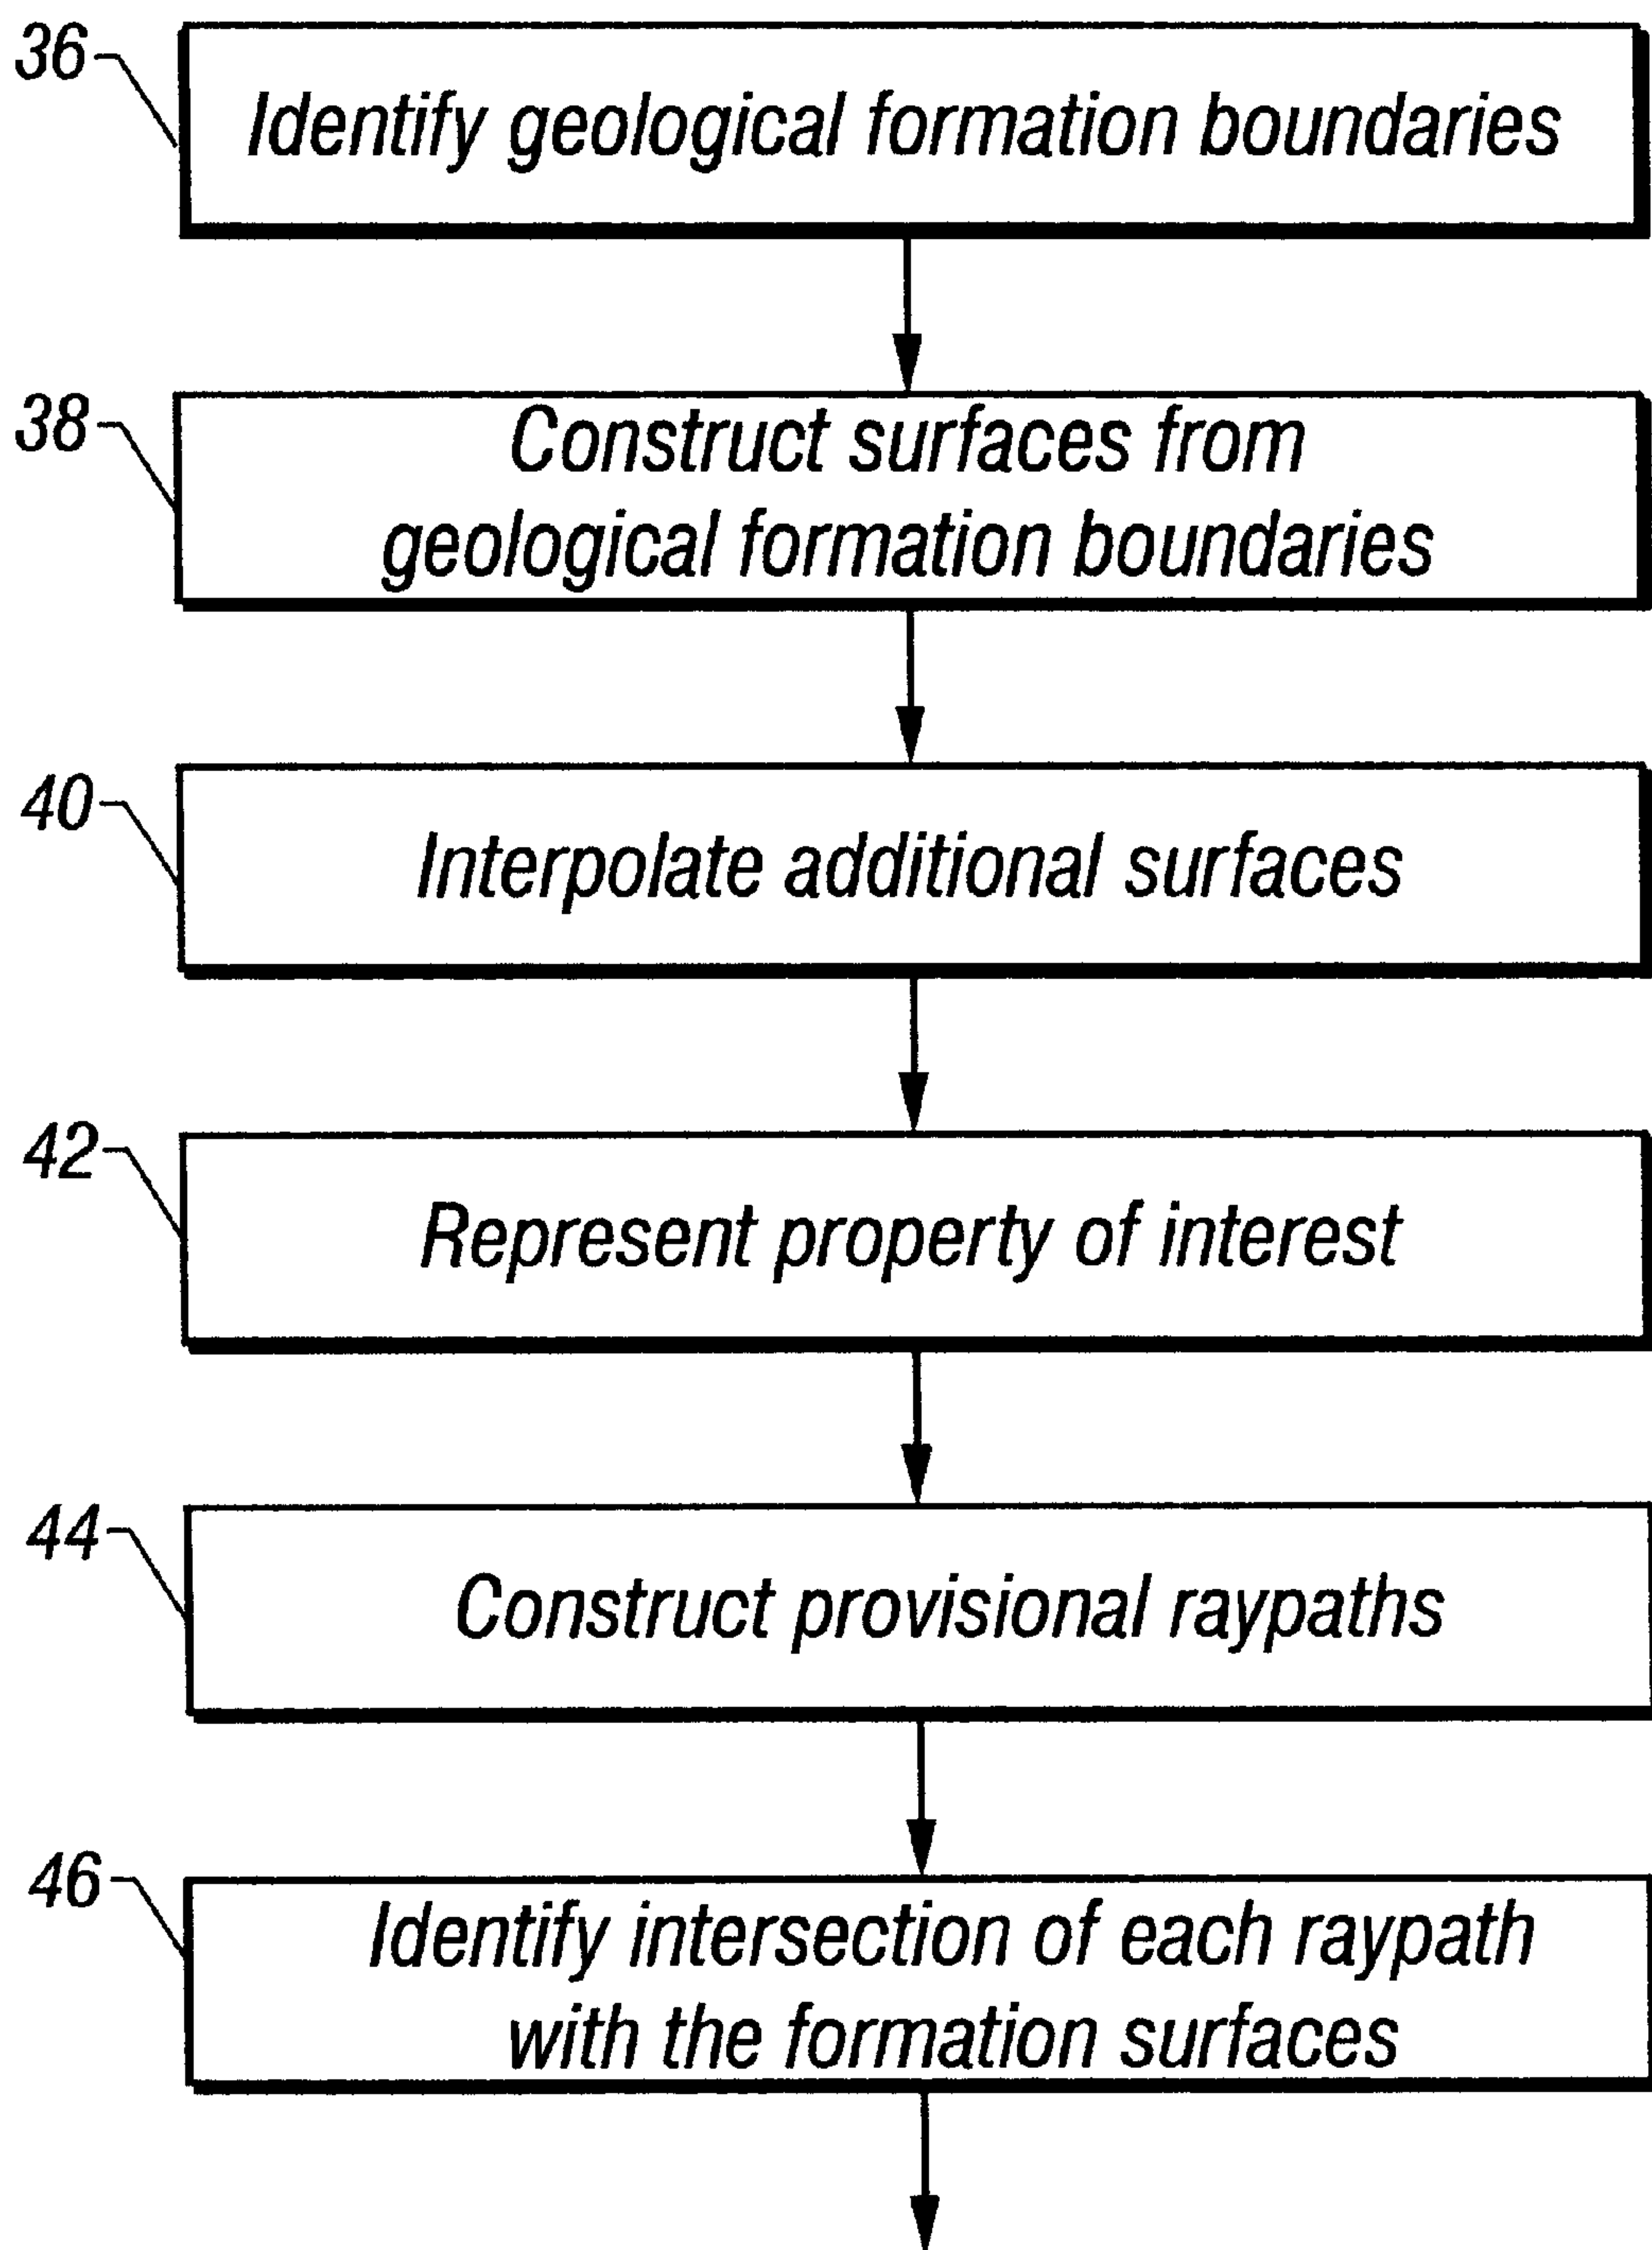 36
Identify geological formation boundaries
38
Construct surfaces from
geological formation boundaries
40
Interpolate additional surfaces
42
Represent property of interest
44
Construct provisional raypaths
46
Identify intersection of each raypath
with the formation surfaces